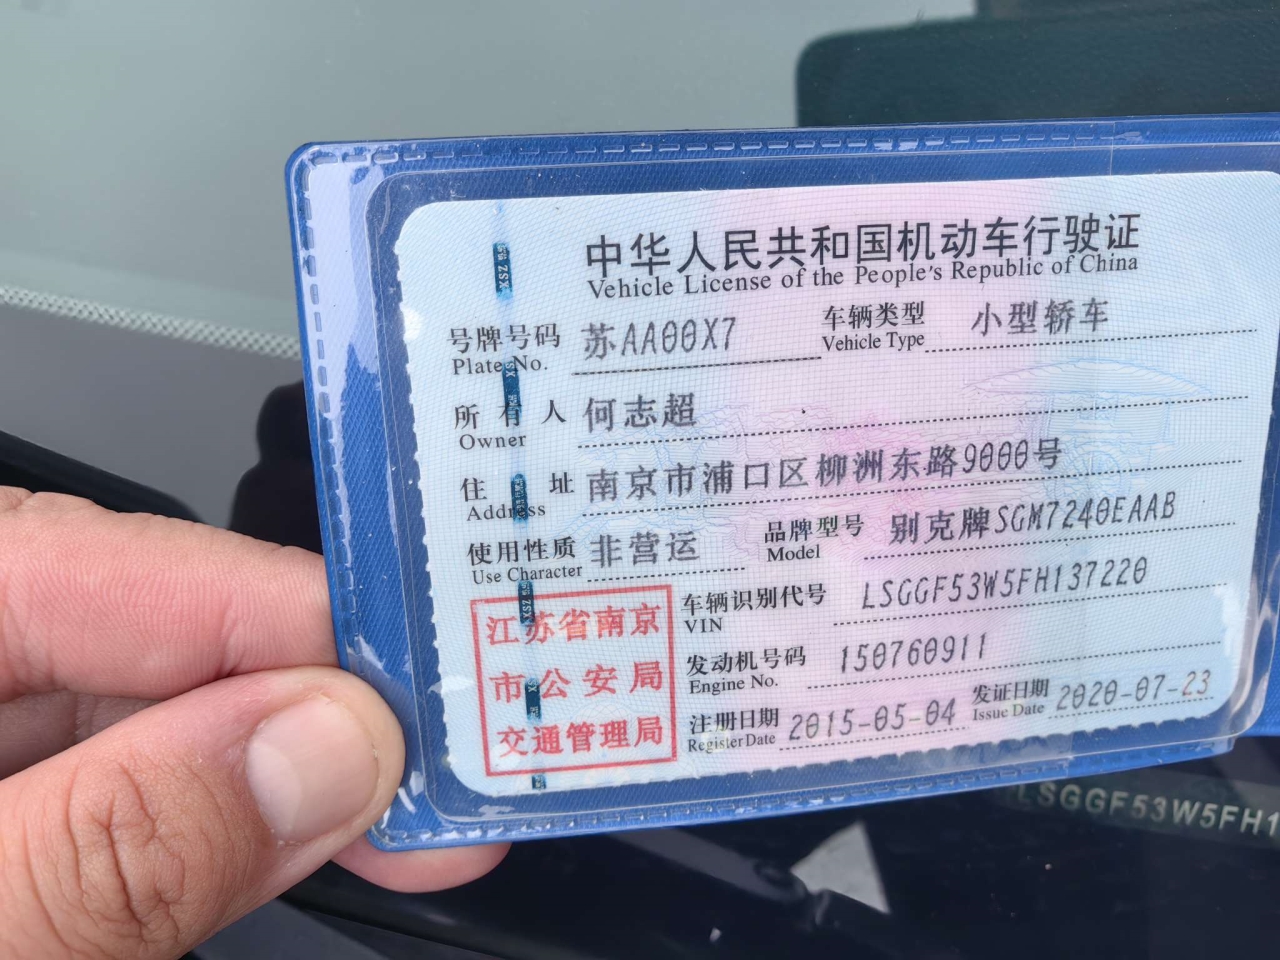 中华人民共和国机动车行驶证
Vehicle License of the People's Republic of China
号牌号码 苏AA00X7 车辆类型 小型轿车
Plate No. Vehicle Type
所有人 何志超
Owner
住址 南京市浦口区柳洲东路9000号
Address
使用性质 非营运 品牌型号 别克牌SGM7240EAAB
Use Character Model
江苏省南京
市公安局
交通管理局
车辆识别代号 LSGGF53W5FH137220
VIN
发动机号码 150760911
Engine No.
注册日期 2015-05-04 发证日期 2020-07-23
Register Date Issue Date
LSGGF53W5FH1